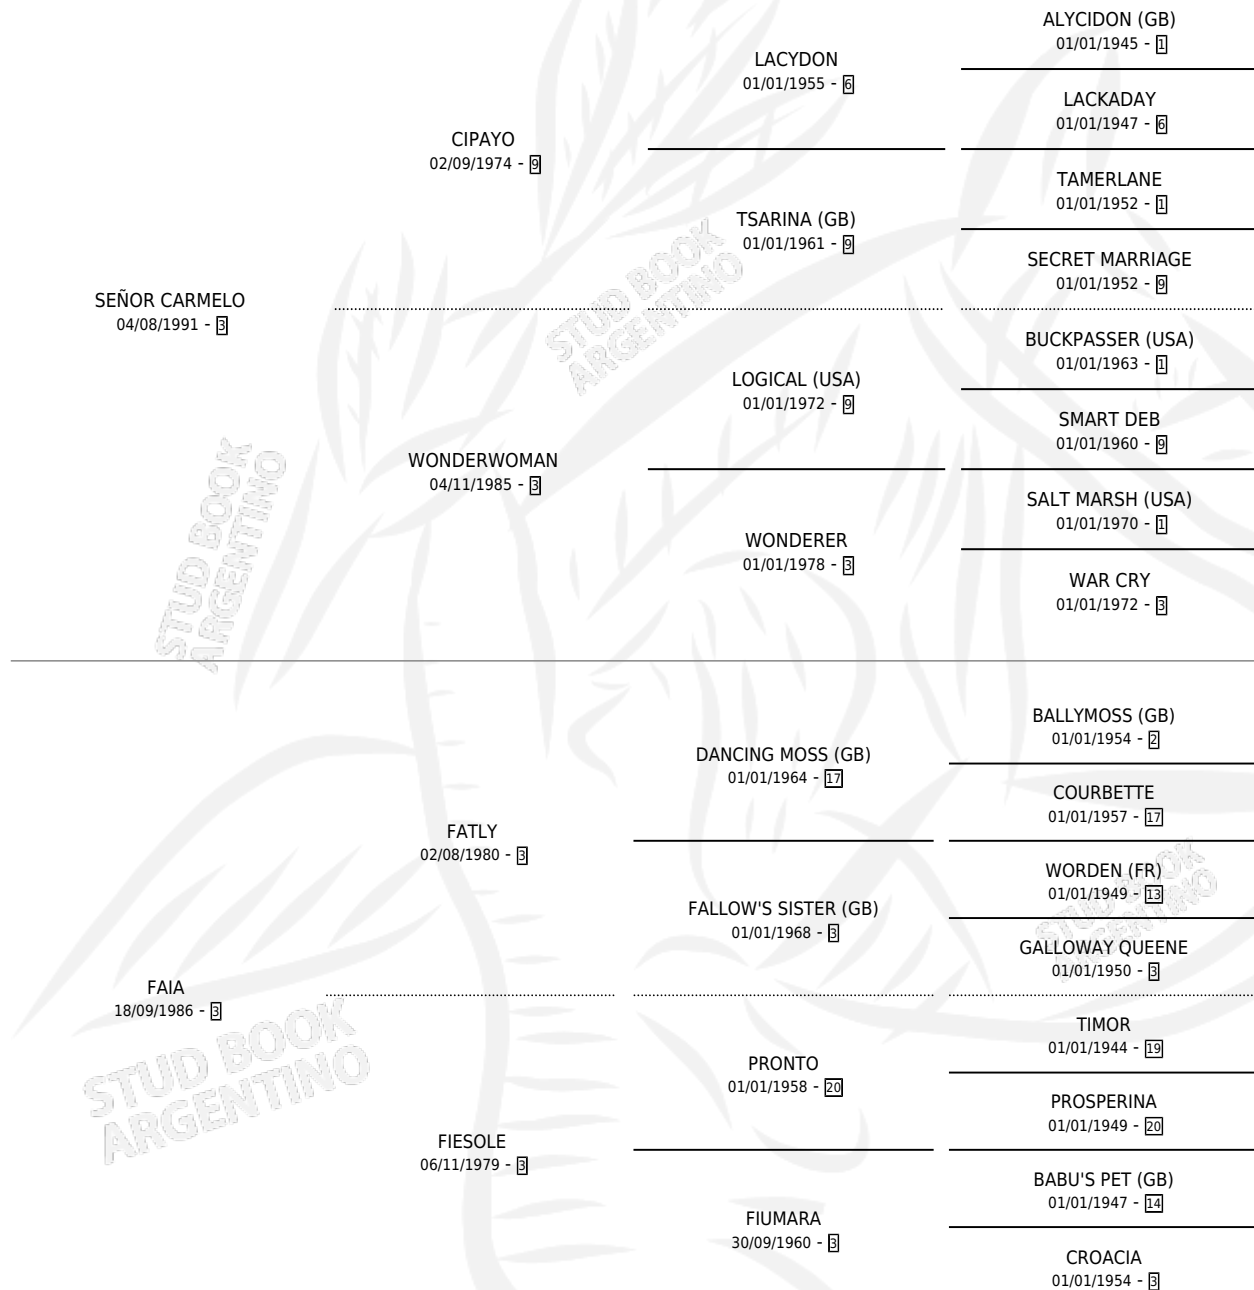 ALYCIDON (GB)
01/01/1945 - 1
LACYDON
01/01/1955 - 6
LACKADAY
01/01/1947 - 6
CIPAYO
02/09/1974 - 9
TAMERLANE
01/01/1952 - 1
TSARINA (GB)
01/01/1961 - 9
SECRET MARRIAGE
01/01/1952 - 9
SEÑOR CARMELO
04/08/1991 - 3
STUD BOOK
ARGENTINO
BUCKPASSER (USA)
01/01/1963 - 1
LOGICAL (USA)
01/01/1972 - 9
SMART DEB
01/01/1960 - 9
WONDERWOMAN
04/11/1985 - 3
SALT MARSH (USA)
01/01/1970 - 1
WONDERER
01/01/1978 - 3
WAR CRY
01/01/1972 - 3
STUD BOOK
ARGENTINO
BALLYMOSS (GB)
01/01/1954 - 2
DANCING MOSS (GB)
01/01/1964 - 17
COURBETTE
01/01/1957 - 17
FATLY
02/08/1980 - 3
WORDEN (FR)
01/01/1949 - 13
FALLOW'S SISTER (GB)
01/01/1968 - 3
GALLOWAY QUEENE
01/01/1950 - 3
STUD BOOK
ARGENTINO
FAIA
18/09/1986 - 3
TIMOR
01/01/1944 - 19
PRONTO
01/01/1958 - 20
PROSPERINA
01/01/1949 - 20
STUD BOOK
ARGENTINO
FIESOLE
06/11/1979 - 3
BABU'S PET (GB)
01/01/1947 - 14
FIUMARA
30/09/1960 - 3
CROACIA
01/01/1954 - 3